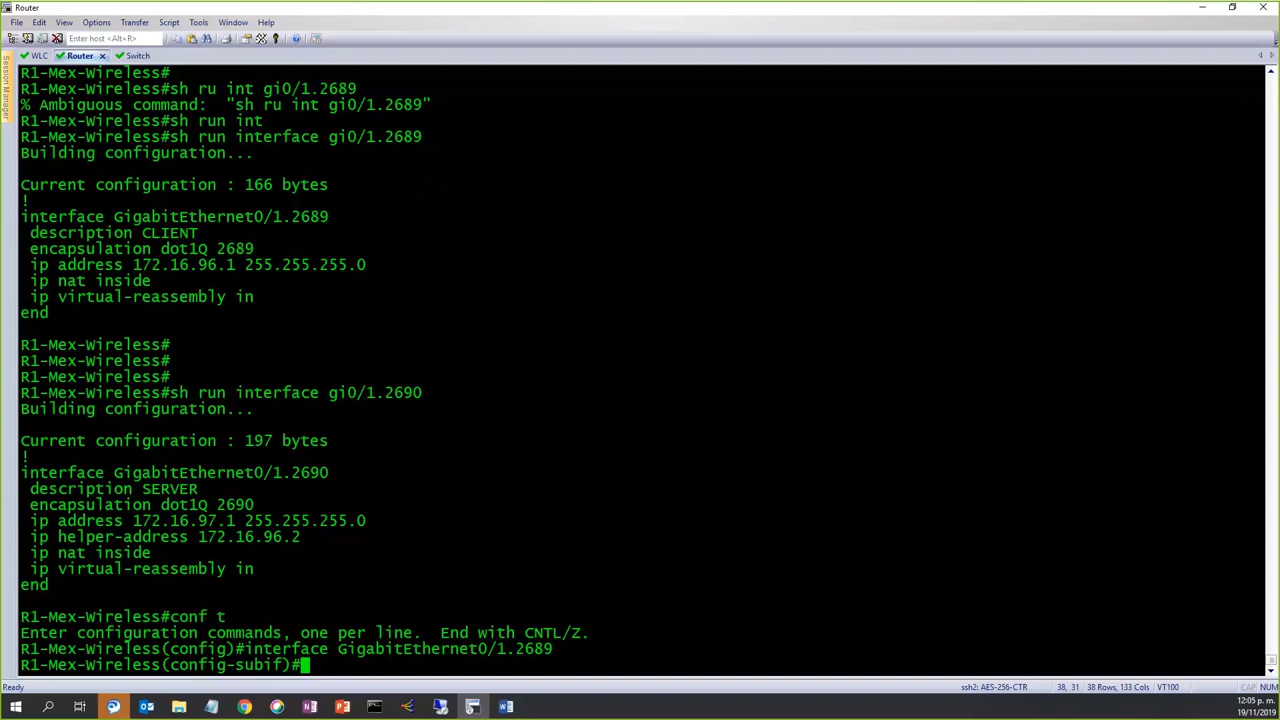 Router
File Edit View Options Transfer Script Tools Window Help
Enter host <Alt+R>
Session Manager
WLC Router Switch
R1-Mex-Wireless#
R1-Mex-Wireless#sh ru int gi0/1.2689
% Ambiguous command:  "sh ru int gi0/1.2689"
R1-Mex-Wireless#sh run int
R1-Mex-Wireless#sh run interface gi0/1.2689
Building configuration...
Current configuration : 166 bytes
!
interface GigabitEthernet0/1.2689
description CLIENT
encapsulation dot1Q 2689
ip address 172.16.96.1 255.255.255.0
ip nat inside
ip virtual-reassembly in
end
R1-Mex-Wireless#
R1-Mex-Wireless#
R1-Mex-Wireless#
R1-Mex-Wireless#sh run interface gi0/1.2690
Building configuration...
Current configuration : 197 bytes
!
interface GigabitEthernet0/1.2690
description SERVER
encapsulation dot1Q 2690
ip address 172.16.97.1 255.255.255.0
ip helper-address 172.16.96.2
ip nat inside
ip virtual-reassembly in
end
R1-Mex-Wireless#conf t
Enter configuration commands, one per line.  End with CNTL/Z.
R1-Mex-Wireless(config)#interface GigabitEthernet0/1.2689
R1-Mex-Wireless(config-subif)#
Ready ssh2: AES-256-CTR 38, 31 38 Rows, 133 Cols VT100 CAP NUM
12:05 p. m.
19/11/2019